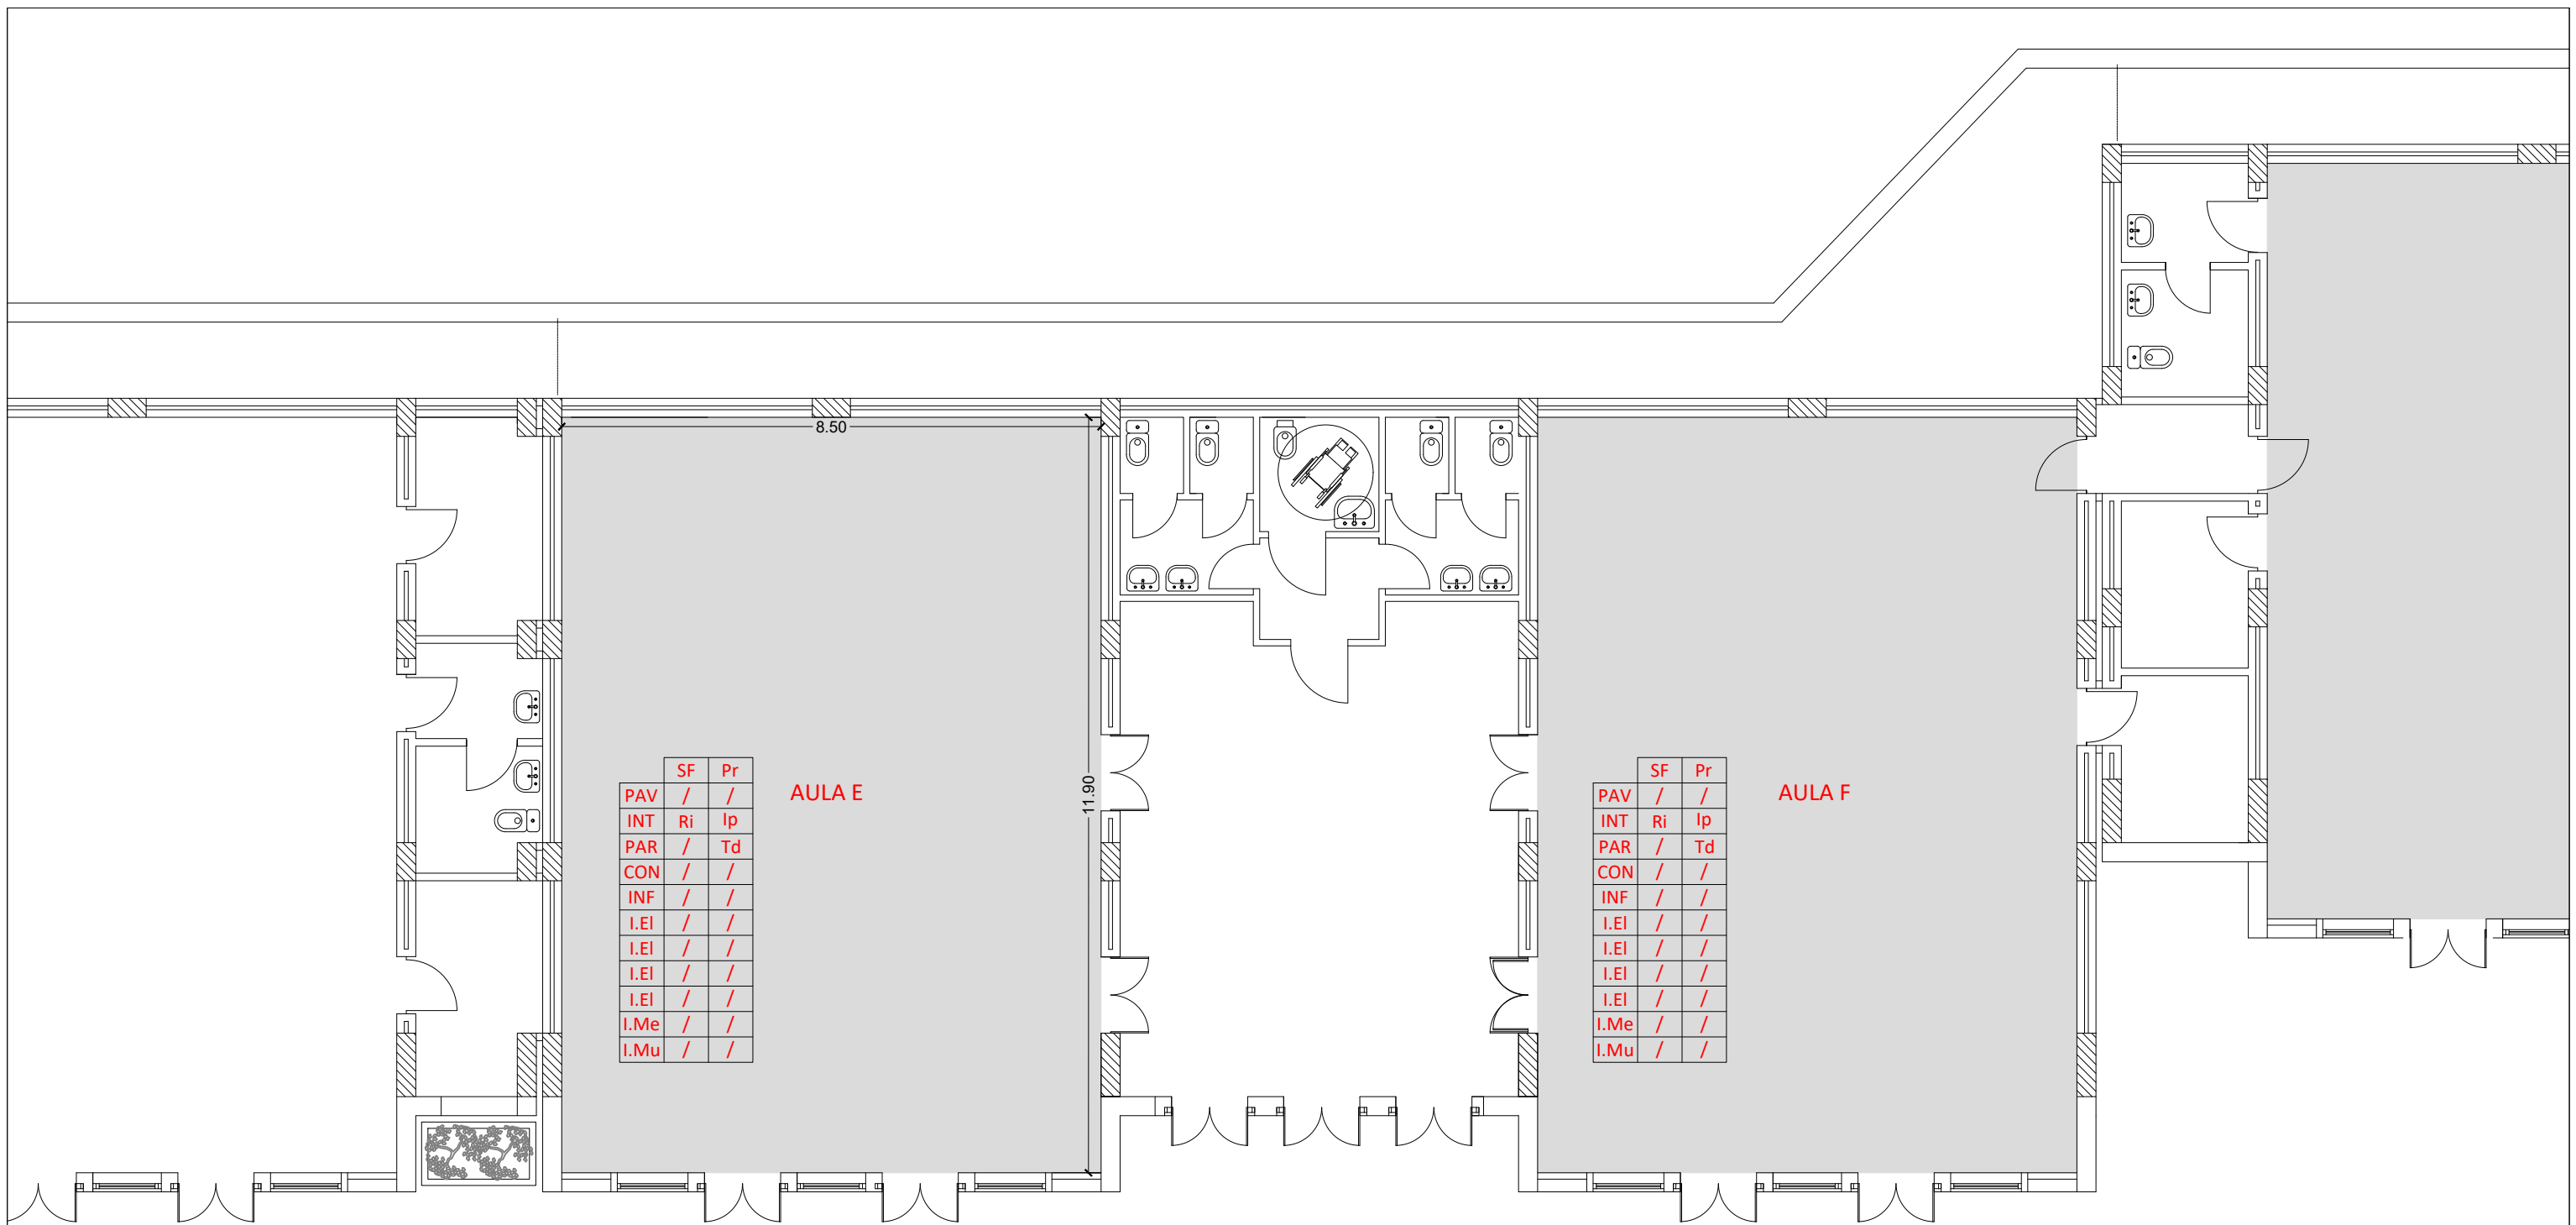 8.50
11.90
AULA E
SF Pr
PAV / /
INT Ri Ip
PAR / Td
CON / /
INF / /
I.El / /
I.El / /
I.El / /
I.El / /
I.Me / /
I.Mu / /
AULA F
SF Pr
PAV / /
INT Ri Ip
PAR / Td
CON / /
INF / /
I.El / /
I.El / /
I.El / /
I.El / /
I.Me / /
I.Mu / /